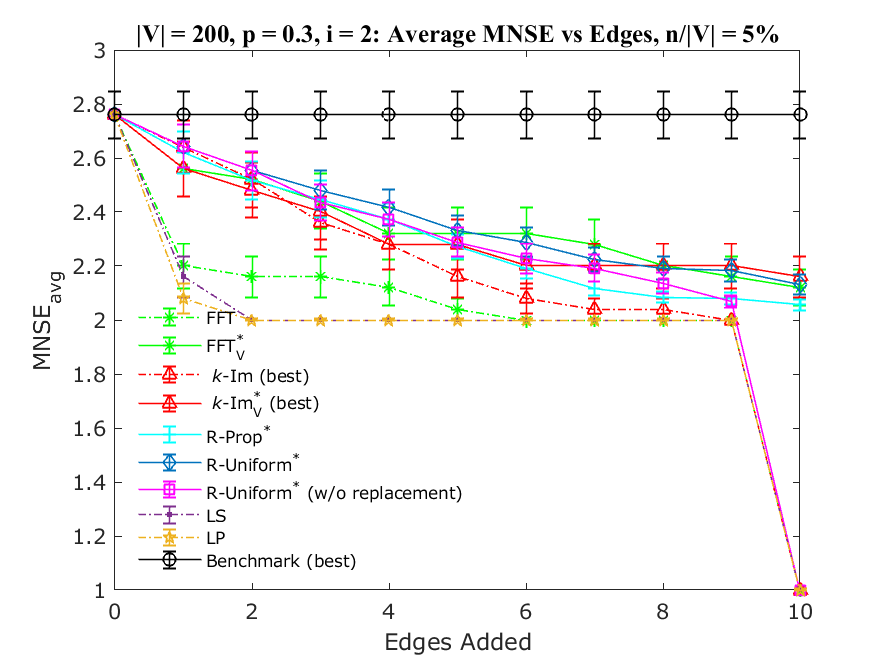 |V| = 200, p = 0.3, i = 2: Average MNSE vs Edges, n/|V| = 5%
3
2.8
2.6
2.4
2.2
2
1.8
1.6
1.4
1.2
1
MNSE_avg
FFT
FFT*_V
k-Im (best)
k-Im*_V (best)
R-Prop*
R-Uniform*
R-Uniform* (w/o replacement)
LS
LP
Benchmark (best)
0 2 4 6 8 10
Edges Added